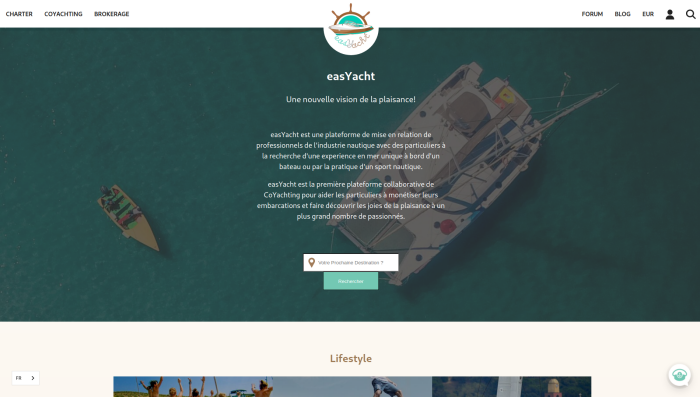 CHARTER COYACHTING BROKERAGE
FORUM BLOG EUR
easYacht
easYacht
Une nouvelle vision de la plaisance!
easYacht est une plateforme de mise en relation de
professionnels de l'industrie nautique avec des particuliers à
la recherche d'une experience en mer unique à bord d'un
bateau ou par la pratique d'un sport nautique.
easYacht est la première plateforme collaborative de
CoYachting pour aider les particuliers à monétiser leurs
embarcations et faire découvrir les joies de la plaisance à un
plus grand nombre de passionnés.
Votre Prochaine Destination ?
Rechercher
Lifestyle
FR